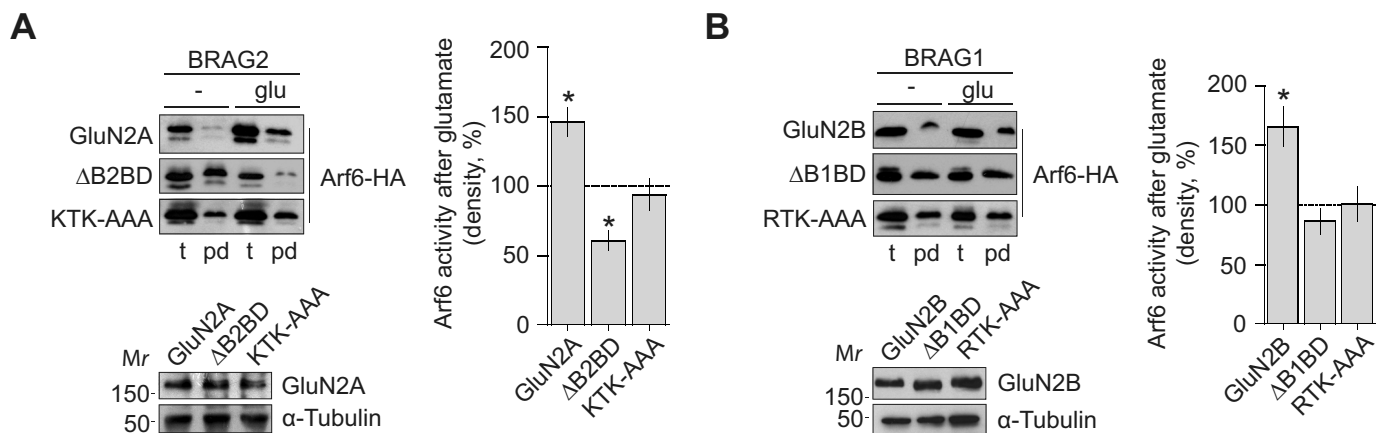 A
BRAG2
- glu
GluN2A
ΔB2BD
KTK-AAA
Arf6-HA
t pd t pd
Mr GluN2A ΔB2BD KTK-AAA
150- GluN2A
50- α-Tubulin
Arf6 activity after glutamate
(density, %)
200
150
100
50
0
* *
GluN2A ΔB2BD KTK-AAA
B
BRAG1
- glu
GluN2B
ΔB1BD
RTK-AAA
Arf6-HA
t pd t pd
Mr GluN2B ΔB1BD RTK-AAA
150- GluN2B
50- α-Tubulin
Arf6 activity after glutamate
(density, %)
200
150
100
50
0
*
GluN2B ΔB1BD RTK-AAA